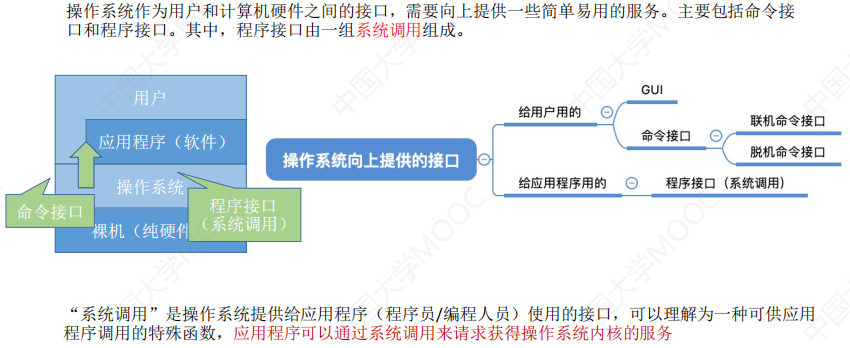 操作系统作为用户和计算机硬件之间的接口，需要向上提供一些简单易用的服务。主要包括命令接
口和程序接口。其中，程序接口由一组系统调用组成。
用户
应用程序（软件）
操作系统
裸机（纯硬件
命令接口
程序接口
（系统调用）
操作系统向上提供的接口
给用户用的
GUI
命令接口
联机命令接口
脱机命令接口
给应用程序用的
程序接口（系统调用）
“系统调用”是操作系统提供给应用程序（程序员/编程人员）使用的接口，可以理解为一种可供应用
程序调用的特殊函数，应用程序可以通过系统调用来请求获得操作系统内核的服务
中国大学MOOC